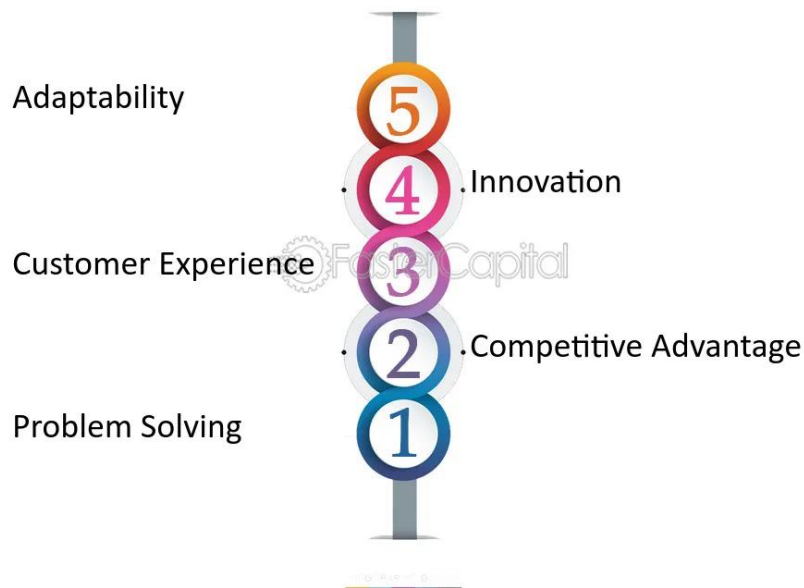 Adaptability
5
4
Innovation
Customer Experience
FasterCapital
3
2
Competitive Advantage
Problem Solving
1